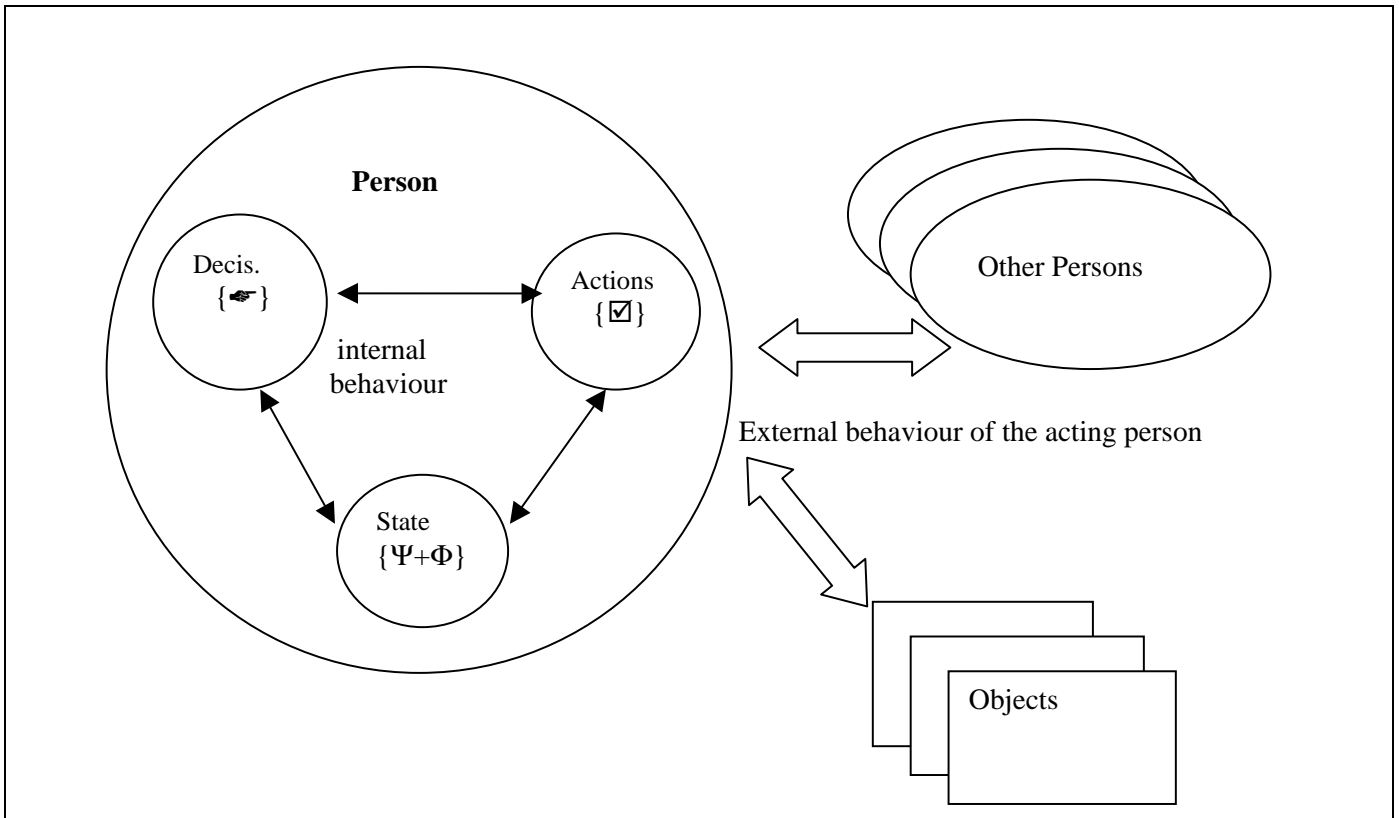 Person
Decis.
{☛}
Actions
{☑}
internal
behaviour
State
{Ψ+Φ}
Other Persons
External behaviour of the acting person
Objects